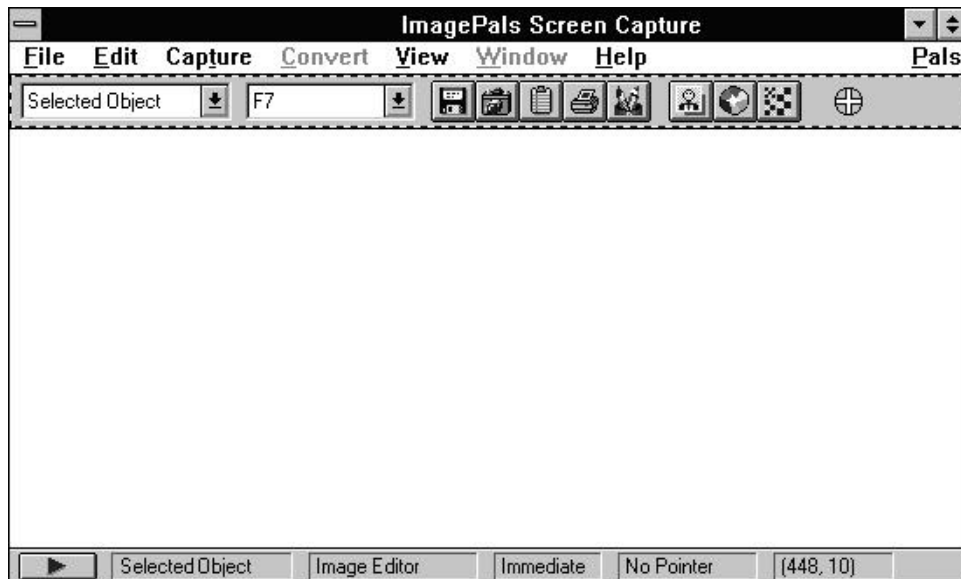 ImagePals Screen Capture
File Edit Capture Convert View Window Help Pals
Selected Object F7
Selected Object Image Editor Immediate No Pointer (448, 10)